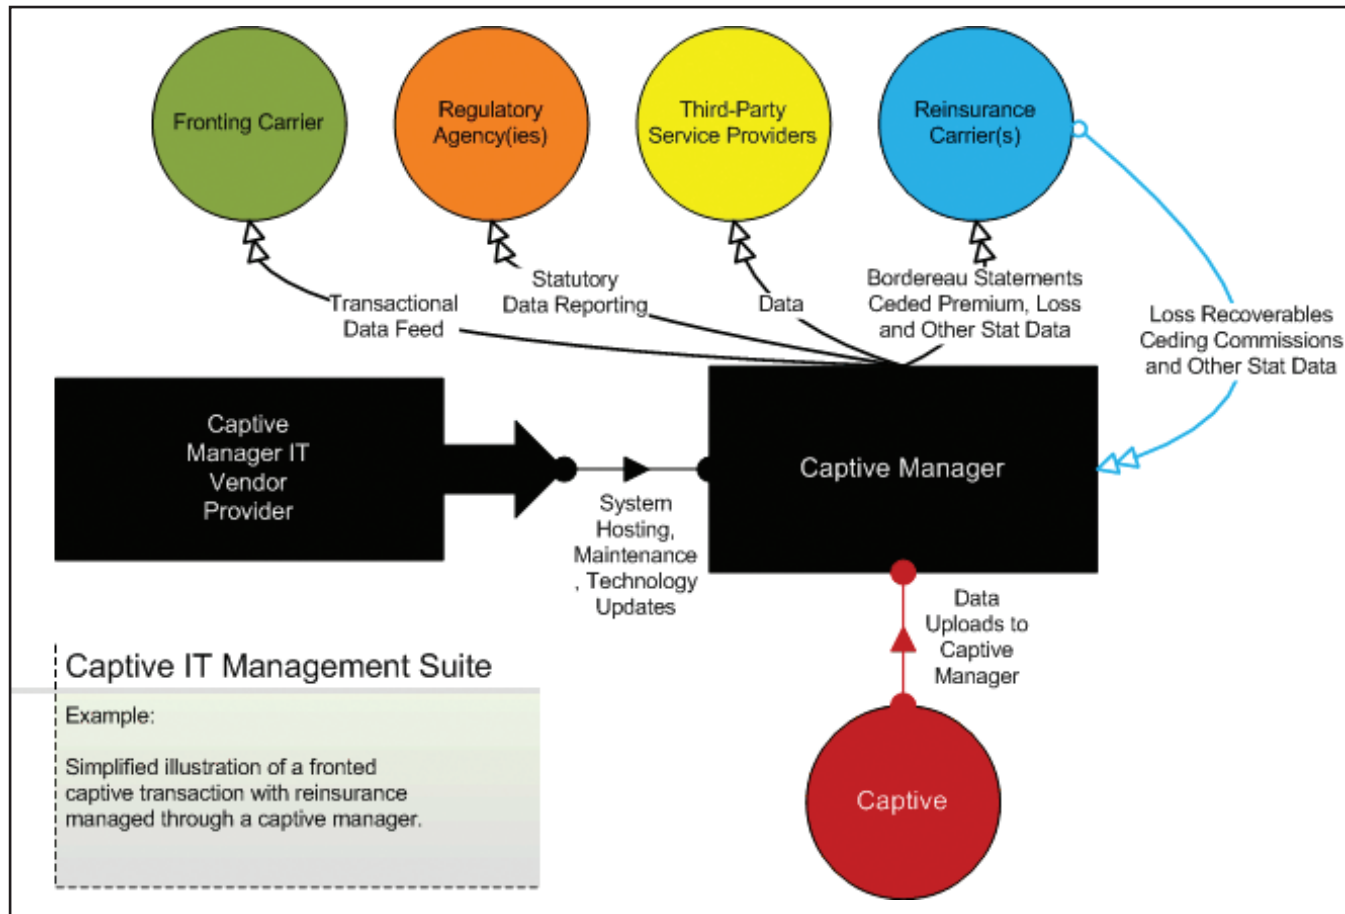 Fronting Carrier
Regulatory
Agency(ies)
Third-Party
Service Providers
Reinsurance
Carrier(s)
Transactional
Data Feed
Statutory
Data Reporting
Data
Bordereau Statements
Ceded Premium, Loss
and Other Stat Data
Loss Recoverables
Ceding Commissions
and Other Stat Data
Captive
Manager IT
Vendor
Provider
System
Hosting,
Maintenance
, Technology
Updates
Captive Manager
Data
Uploads to
Captive
Manager
Captive
Captive IT Management Suite
Example:
Simplified illustration of a fronted
captive transaction with reinsurance
managed through a captive manager.